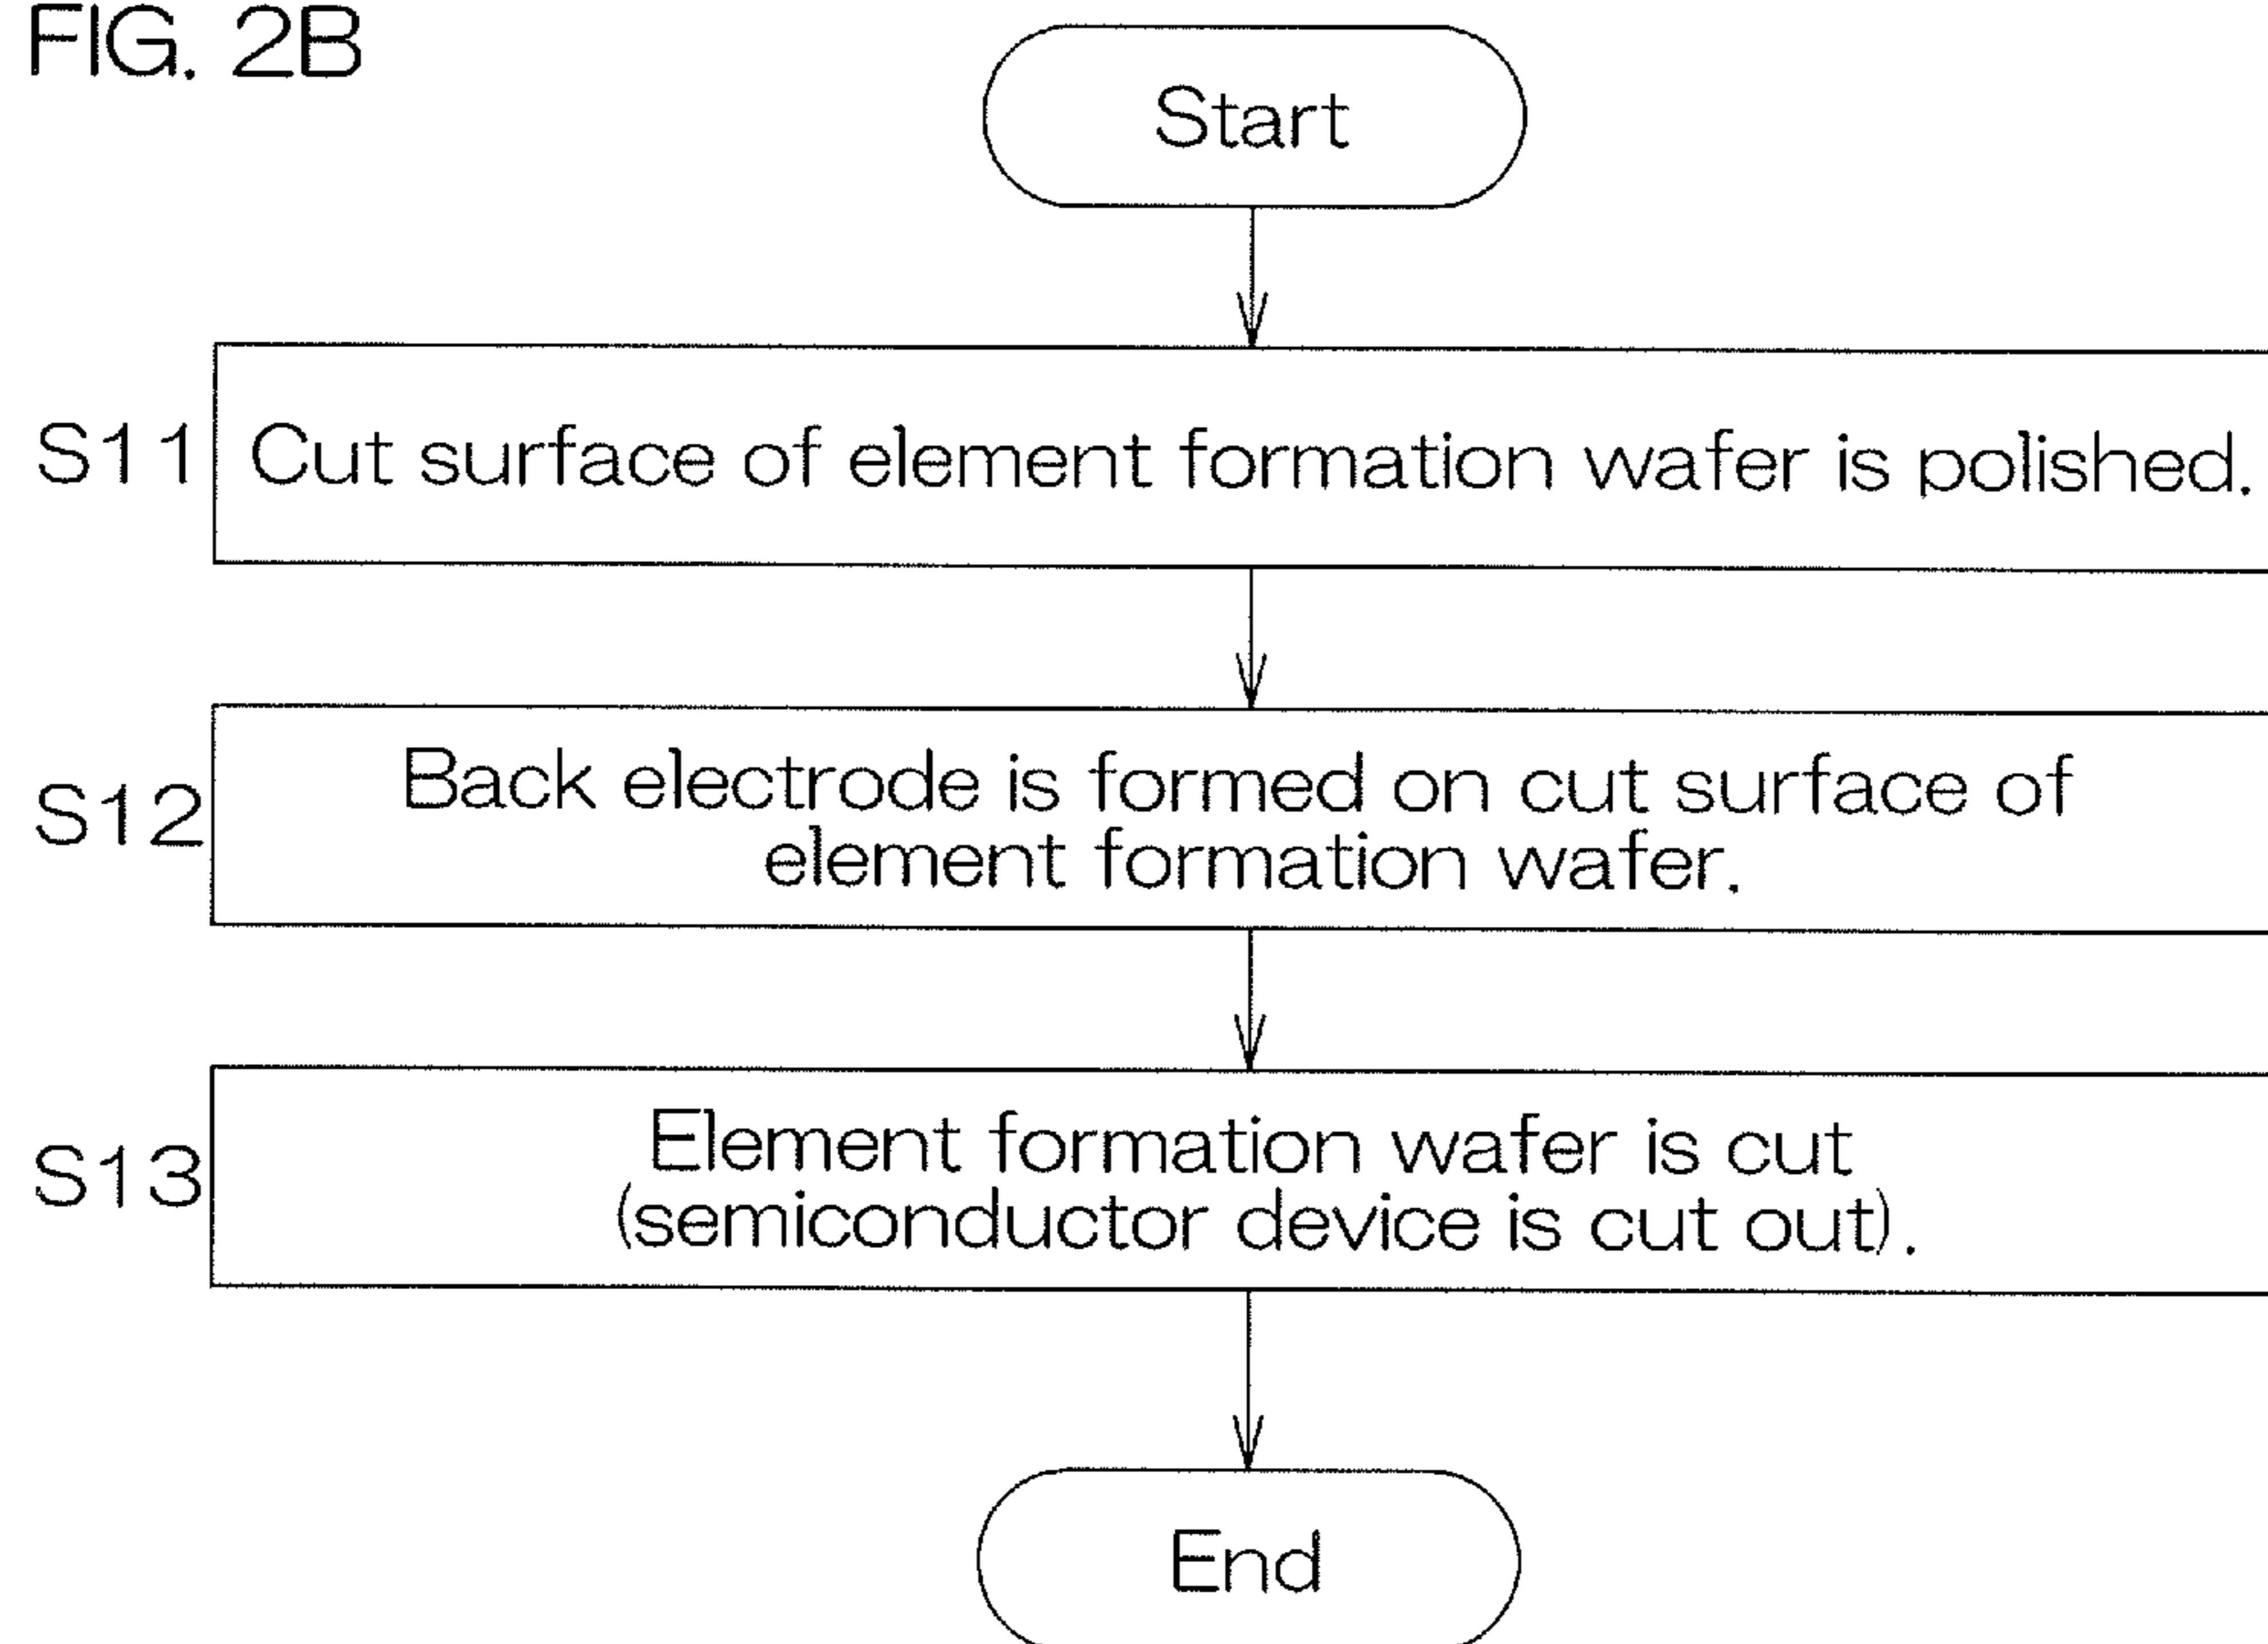 FIG. 2B
Start
S11 Cut surface of element formation wafer is polished.
S12 Back electrode is formed on cut surface of
element formation wafer.
S13 Element formation wafer is cut
(semiconductor device is cut out).
End